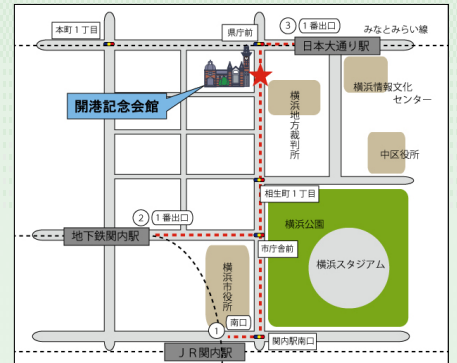 本町1丁目
県庁前
③ 1番出口
みなとみらい線
日本大通り駅
開港記念会館
横浜地方裁判所
横浜情報文化
センター
中区役所
相生町1丁目
② 1番出口
地下鉄関内駅
市庁舎前
横浜公園
横浜スタジアム
横浜市役所
① 南口
関内駅南口
JR関内駅